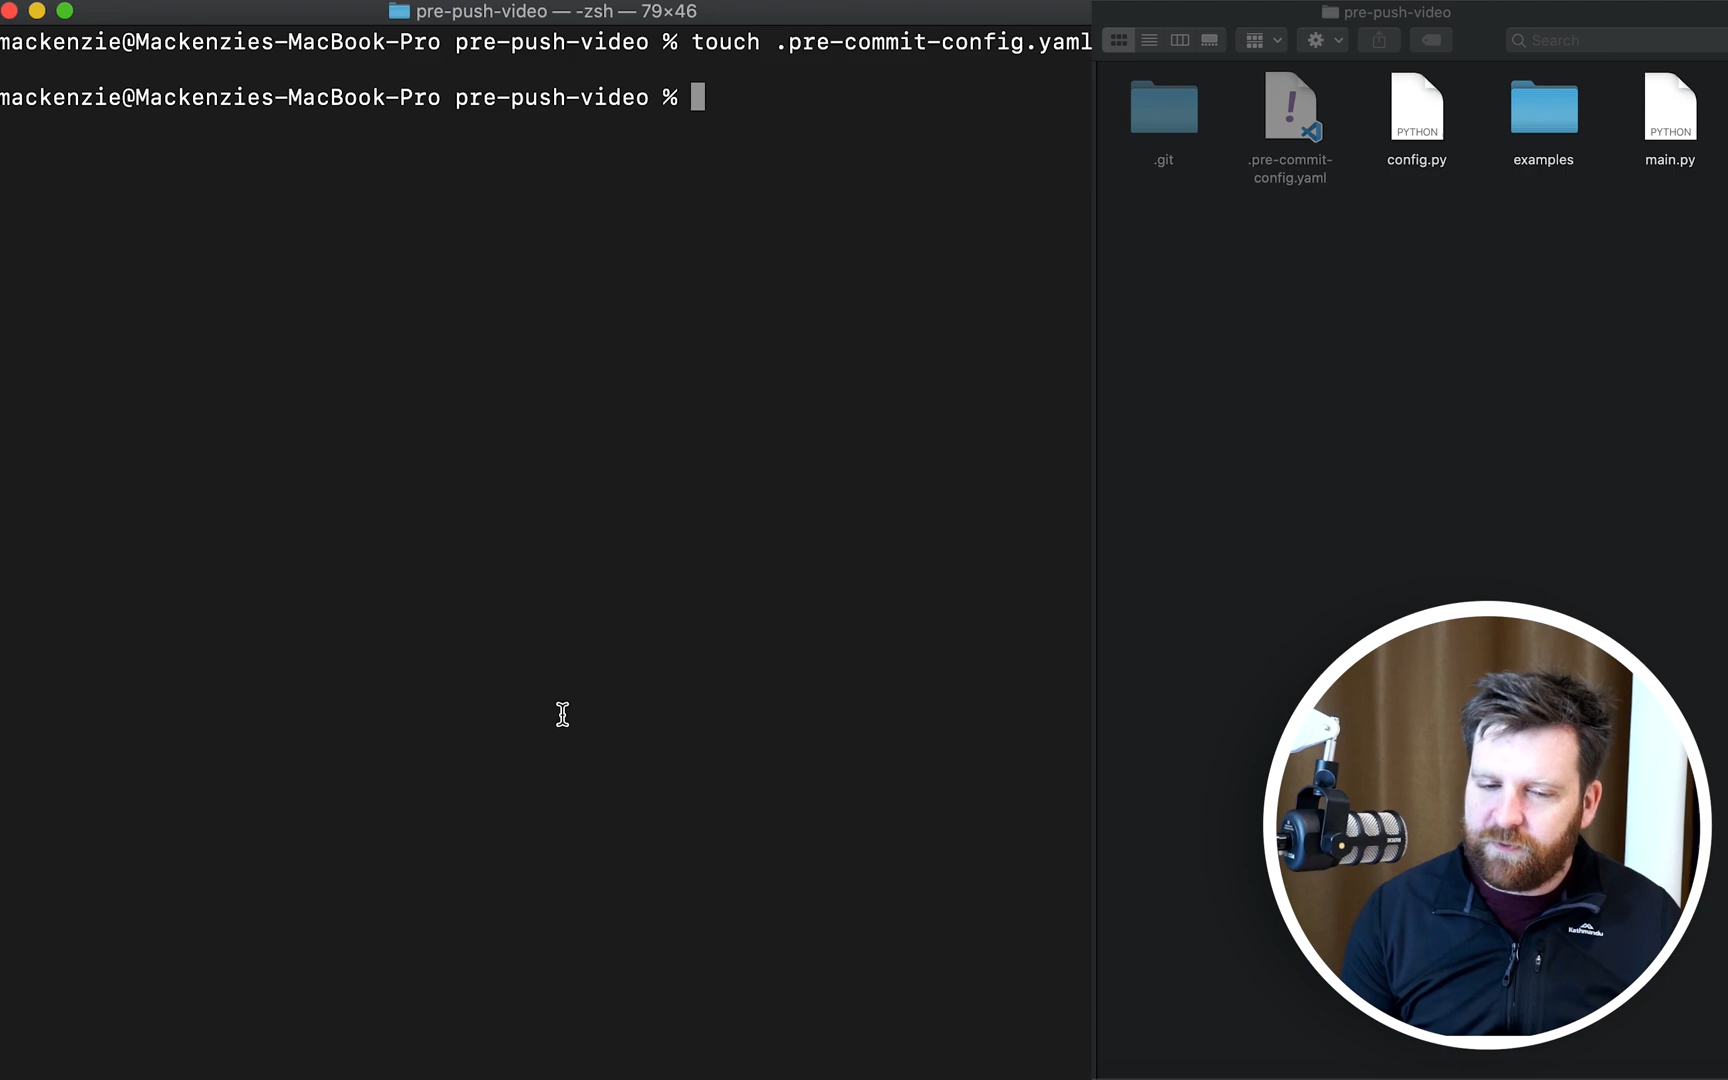 pre-push-video — -zsh — 79×46
mackenzie@Mackenzies-MacBook-Pro pre-push-video % touch .pre-commit-config.yaml
mackenzie@Mackenzies-MacBook-Pro pre-push-video %
pre-push-video
Search
.git
.pre-commit-
config.yaml
PYTHON
config.py
examples
PYTHON
main.py
Kathmandu